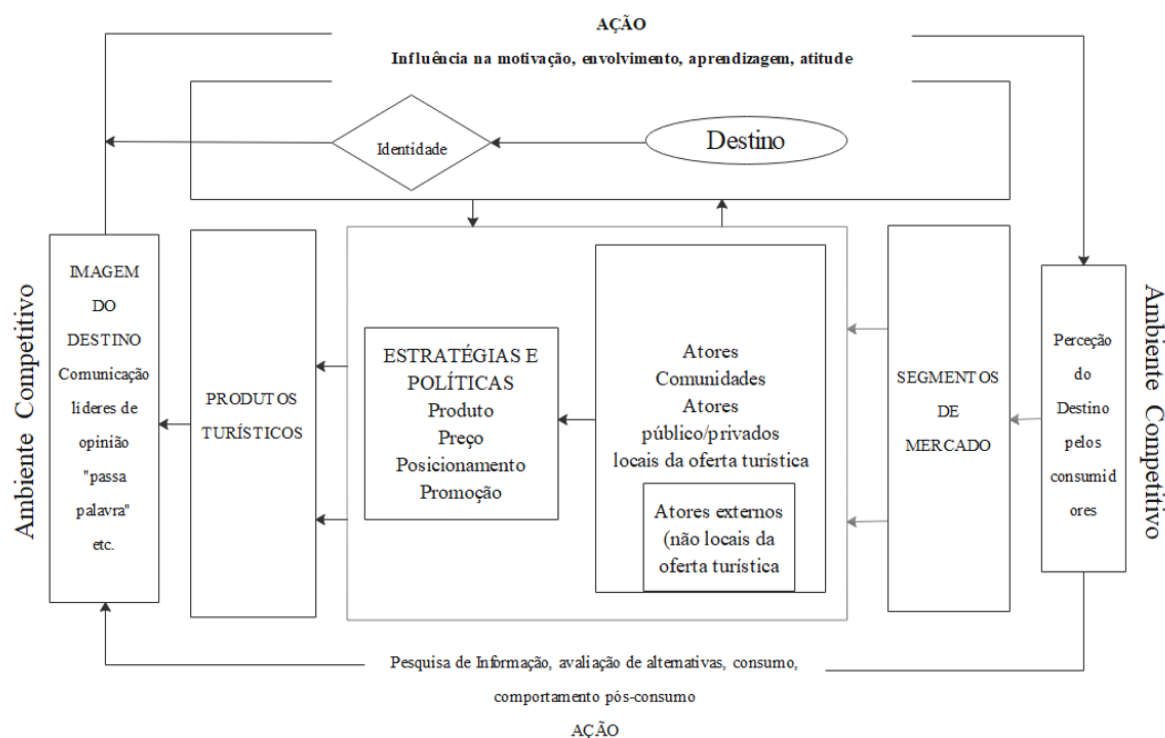 AÇÃO
Influência na motivação, envolvimento, aprendizagem, atitude
Identidade
Destino
Ambiente Competitivo
IMAGEM
DO
DESTINO
Comunicação
lideres de
opinião
"passa
palavra"
etc.
PRODUTOS
TURÍSTICOS
ESTRATÉGIAS E
POLÍTICAS
Produto
Preço
Posicionamento
Promoção
Atores
Comunidades
Atores
público/privados
locais da oferta turística
Atores externos
(não locais da
oferta turística
SEGMENTOS
DE
MERCADO
Perceção
do
Destino
pelos
consumid
ores
Ambiente Competitivo
Pesquisa de Informação, avaliação de alternativas, consumo,
comportamento pós-consumo
AÇÃO